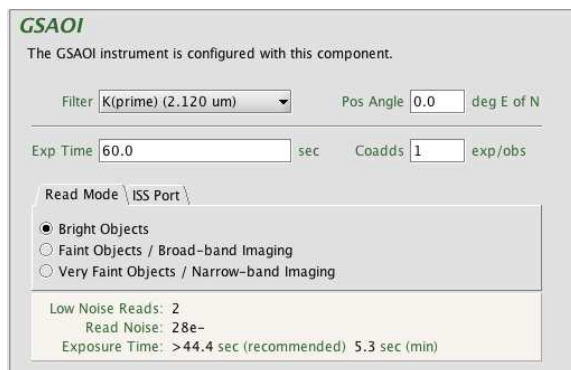 GSAOI
The GSAOI instrument is configured with this component.
Filter K(prime) (2.120 um) Pos Angle 0.0 deg E of N
Exp Time 60.0 sec Coadds 1 exp/obs
Read Mode ISS Port
Bright Objects
Faint Objects / Broad-band Imaging
Very Faint Objects / Narrow-band Imaging
Low Noise Reads: 2
Read Noise: 28e-
Exposure Time: >44.4 sec (recommended) 5.3 sec (min)